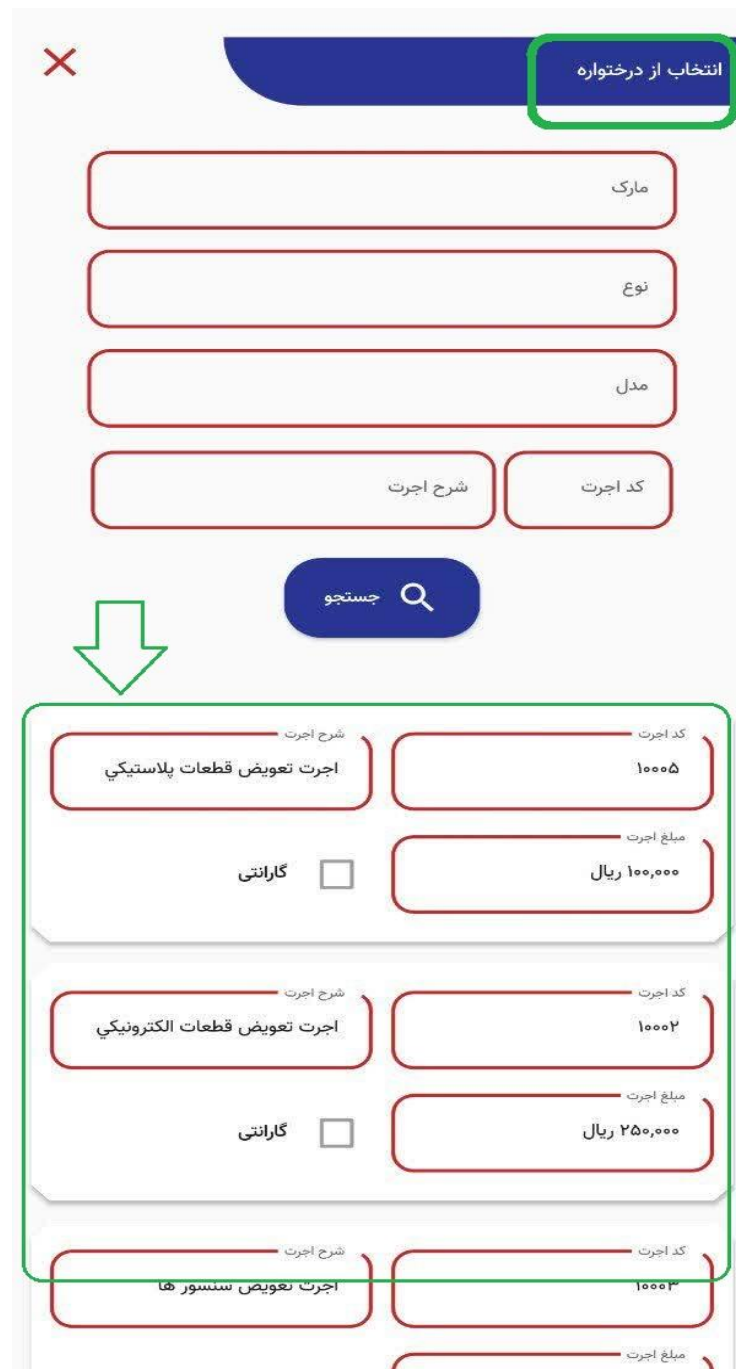 انتخاب از درختواره
مارک
نوع
مدل
کد اجرت شرح اجرت
جستجو
کد اجرت شرح اجرت
۱۰۰۰۵ اجرت تعویض قطعات پلاستيكي
مبلغ اجرت
۱۰۰,۰۰۰ ریال گارانتی
کد اجرت شرح اجرت
۱۰۰۰۲ اجرت تعویض قطعات الکترونيكي
مبلغ اجرت
۲۵۰,۰۰۰ ریال گارانتی
کد اجرت شرح اجرت
۱۰۰۰۳ اجرت تعویض سنسور ها
مبلغ اجرت